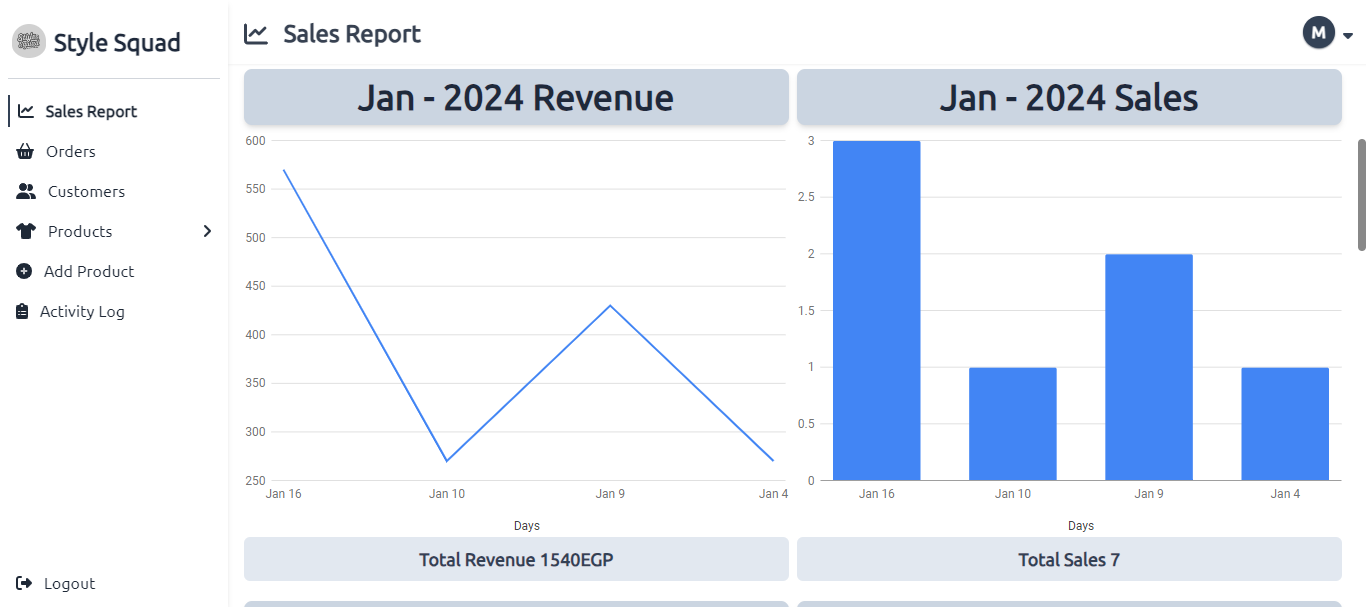 Style Squad
Sales Report
Orders
Customers
Products
Add Product
Activity Log
Logout
Sales Report
M
Jan - 2024 Revenue
600
550
500
450
400
350
300
250
Jan 16 Jan 10 Jan 9 Jan 4
Days
Total Revenue 1540EGP
Jan - 2024 Sales
3
2.5
2
1.5
1
0.5
0
Jan 16 Jan 10 Jan 9 Jan 4
Days
Total Sales 7